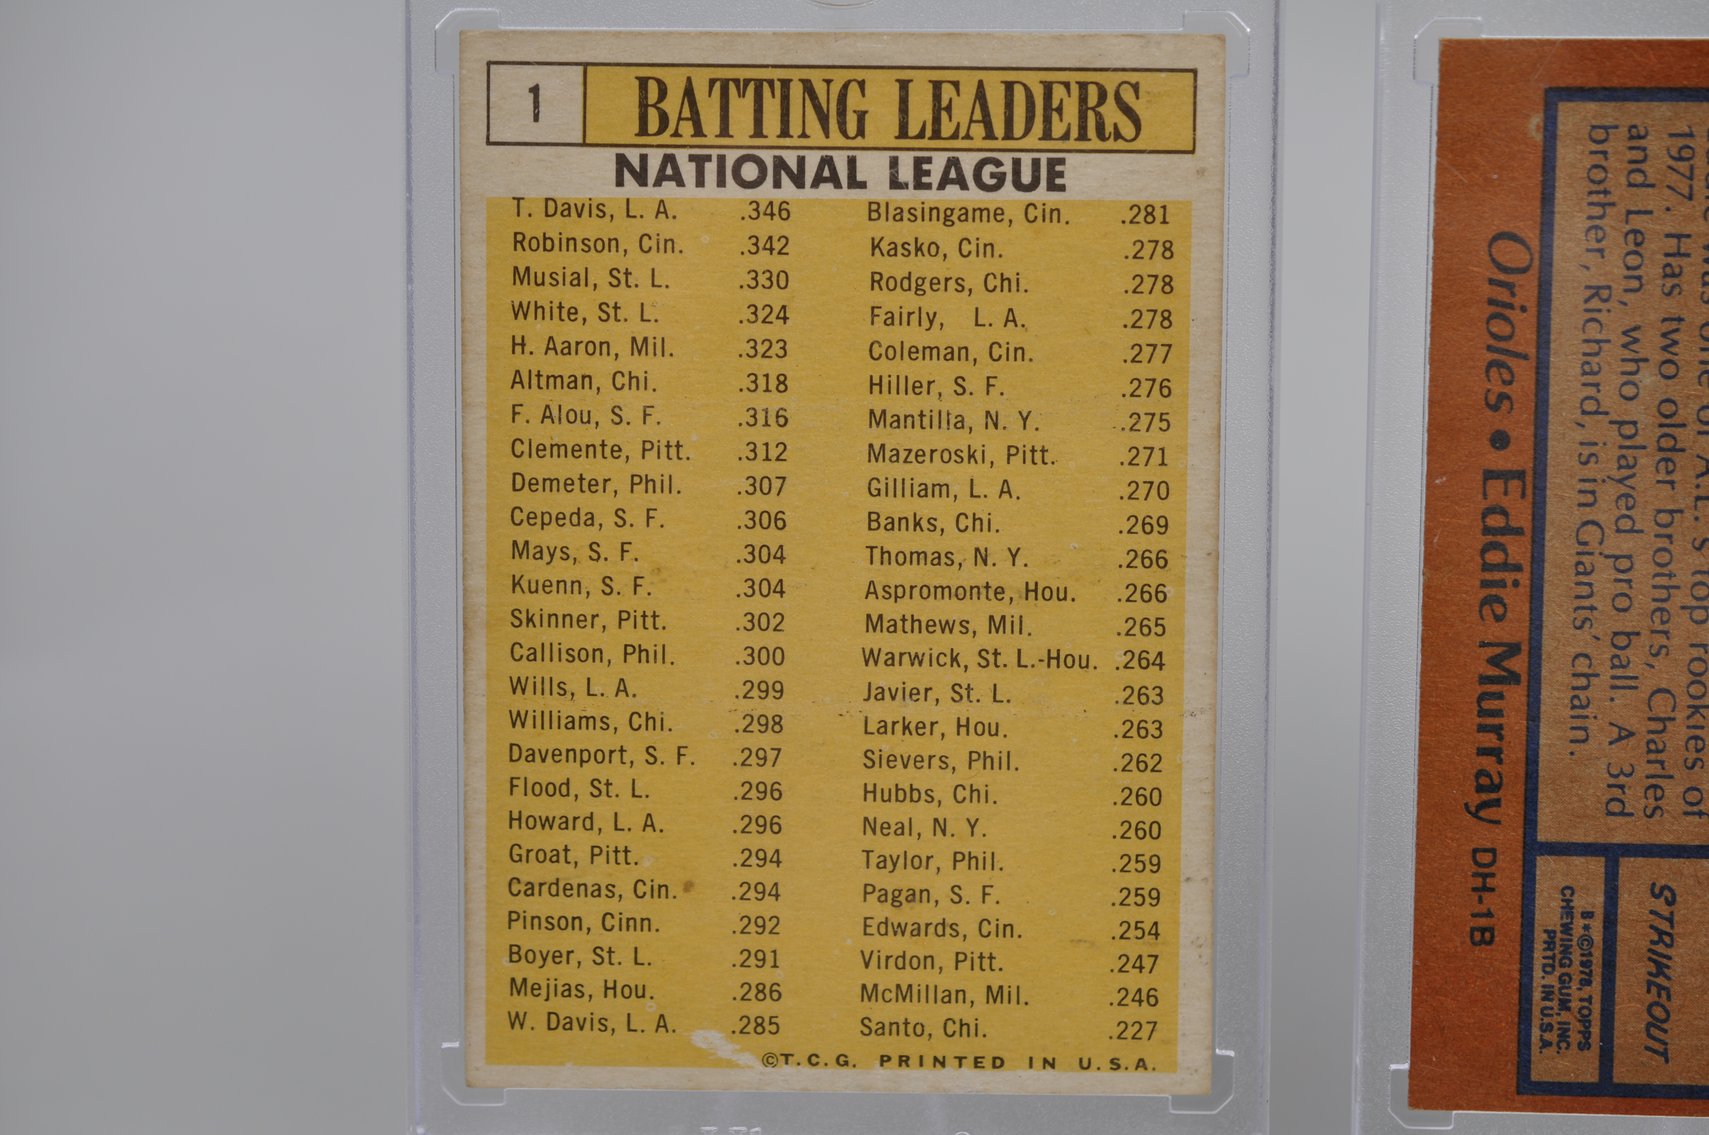 1
BATTING LEADERS
NATIONAL LEAGUE
T. Davis, L. A. .346
Robinson, Cin. .342
Musial, St. L. .330
White, St. L. .324
H. Aaron, Mil. .323
Altman, Chi. .318
F. Alou, S. F. .316
Clemente, Pitt. .312
Demeter, Phil. .307
Cepeda, S. F. .306
Mays, S. F. .304
Kuenn, S. F. .304
Skinner, Pitt. .302
Callison, Phil. .300
Wills, L. A. .299
Williams, Chi. .298
Davenport, S. F. .297
Flood, St. L. .296
Howard, L. A. .296
Groat, Pitt. .294
Cardenas, Cin. .294
Pinson, Cinn. .292
Boyer, St. L. .291
Mejias, Hou. .286
W. Davis, L. A. .285
Blasingame, Cin. .281
Kasko, Cin. .278
Rodgers, Chi. .278
Fairly, L. A. .278
Coleman, Cin. .277
Hiller, S. F. .276
Mantilla, N. Y. .275
Mazeroski, Pitt. .271
Gilliam, L. A. .270
Banks, Chi. .269
Thomas, N. Y. .266
Aspromonte, Hou. .266
Mathews, Mil. .265
Warwick, St. L.-Hou. .264
Javier, St. L. .263
Larker, Hou. .263
Sievers, Phil. .262
Hubbs, Chi. .260
Neal, N. Y. .260
Taylor, Phil. .259
Pagan, S. F. .259
Edwards, Cin. .254
Virdon, Pitt. .247
McMillan, Mil. .246
Santo, Chi. .227
©T.C.G. PRINTED IN U.S.A.
was one of A.L.'s top rookies of
1977. Has two older brothers, Charles
and Leon, who played pro ball. A 3rd
brother, Richard, is in Giants' chain.
Orioles • Eddie Murray DH-1B
STRIKEOUT
B*©1978, TOPPS
CHEWING GUM, INC.
PRTD. IN U.S.A.